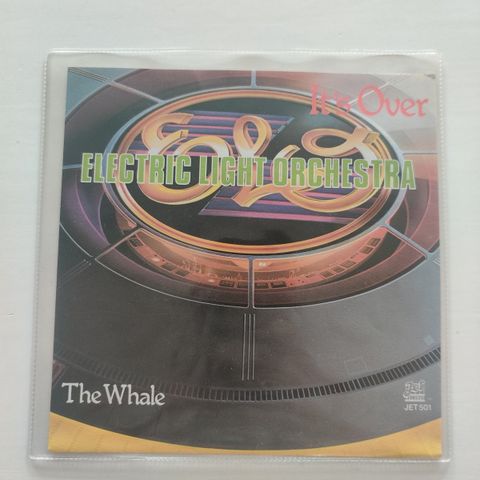 It's Over
ELO
ELECTRIC LIGHT ORCHESTRA
The Whale
Jet
JET 501